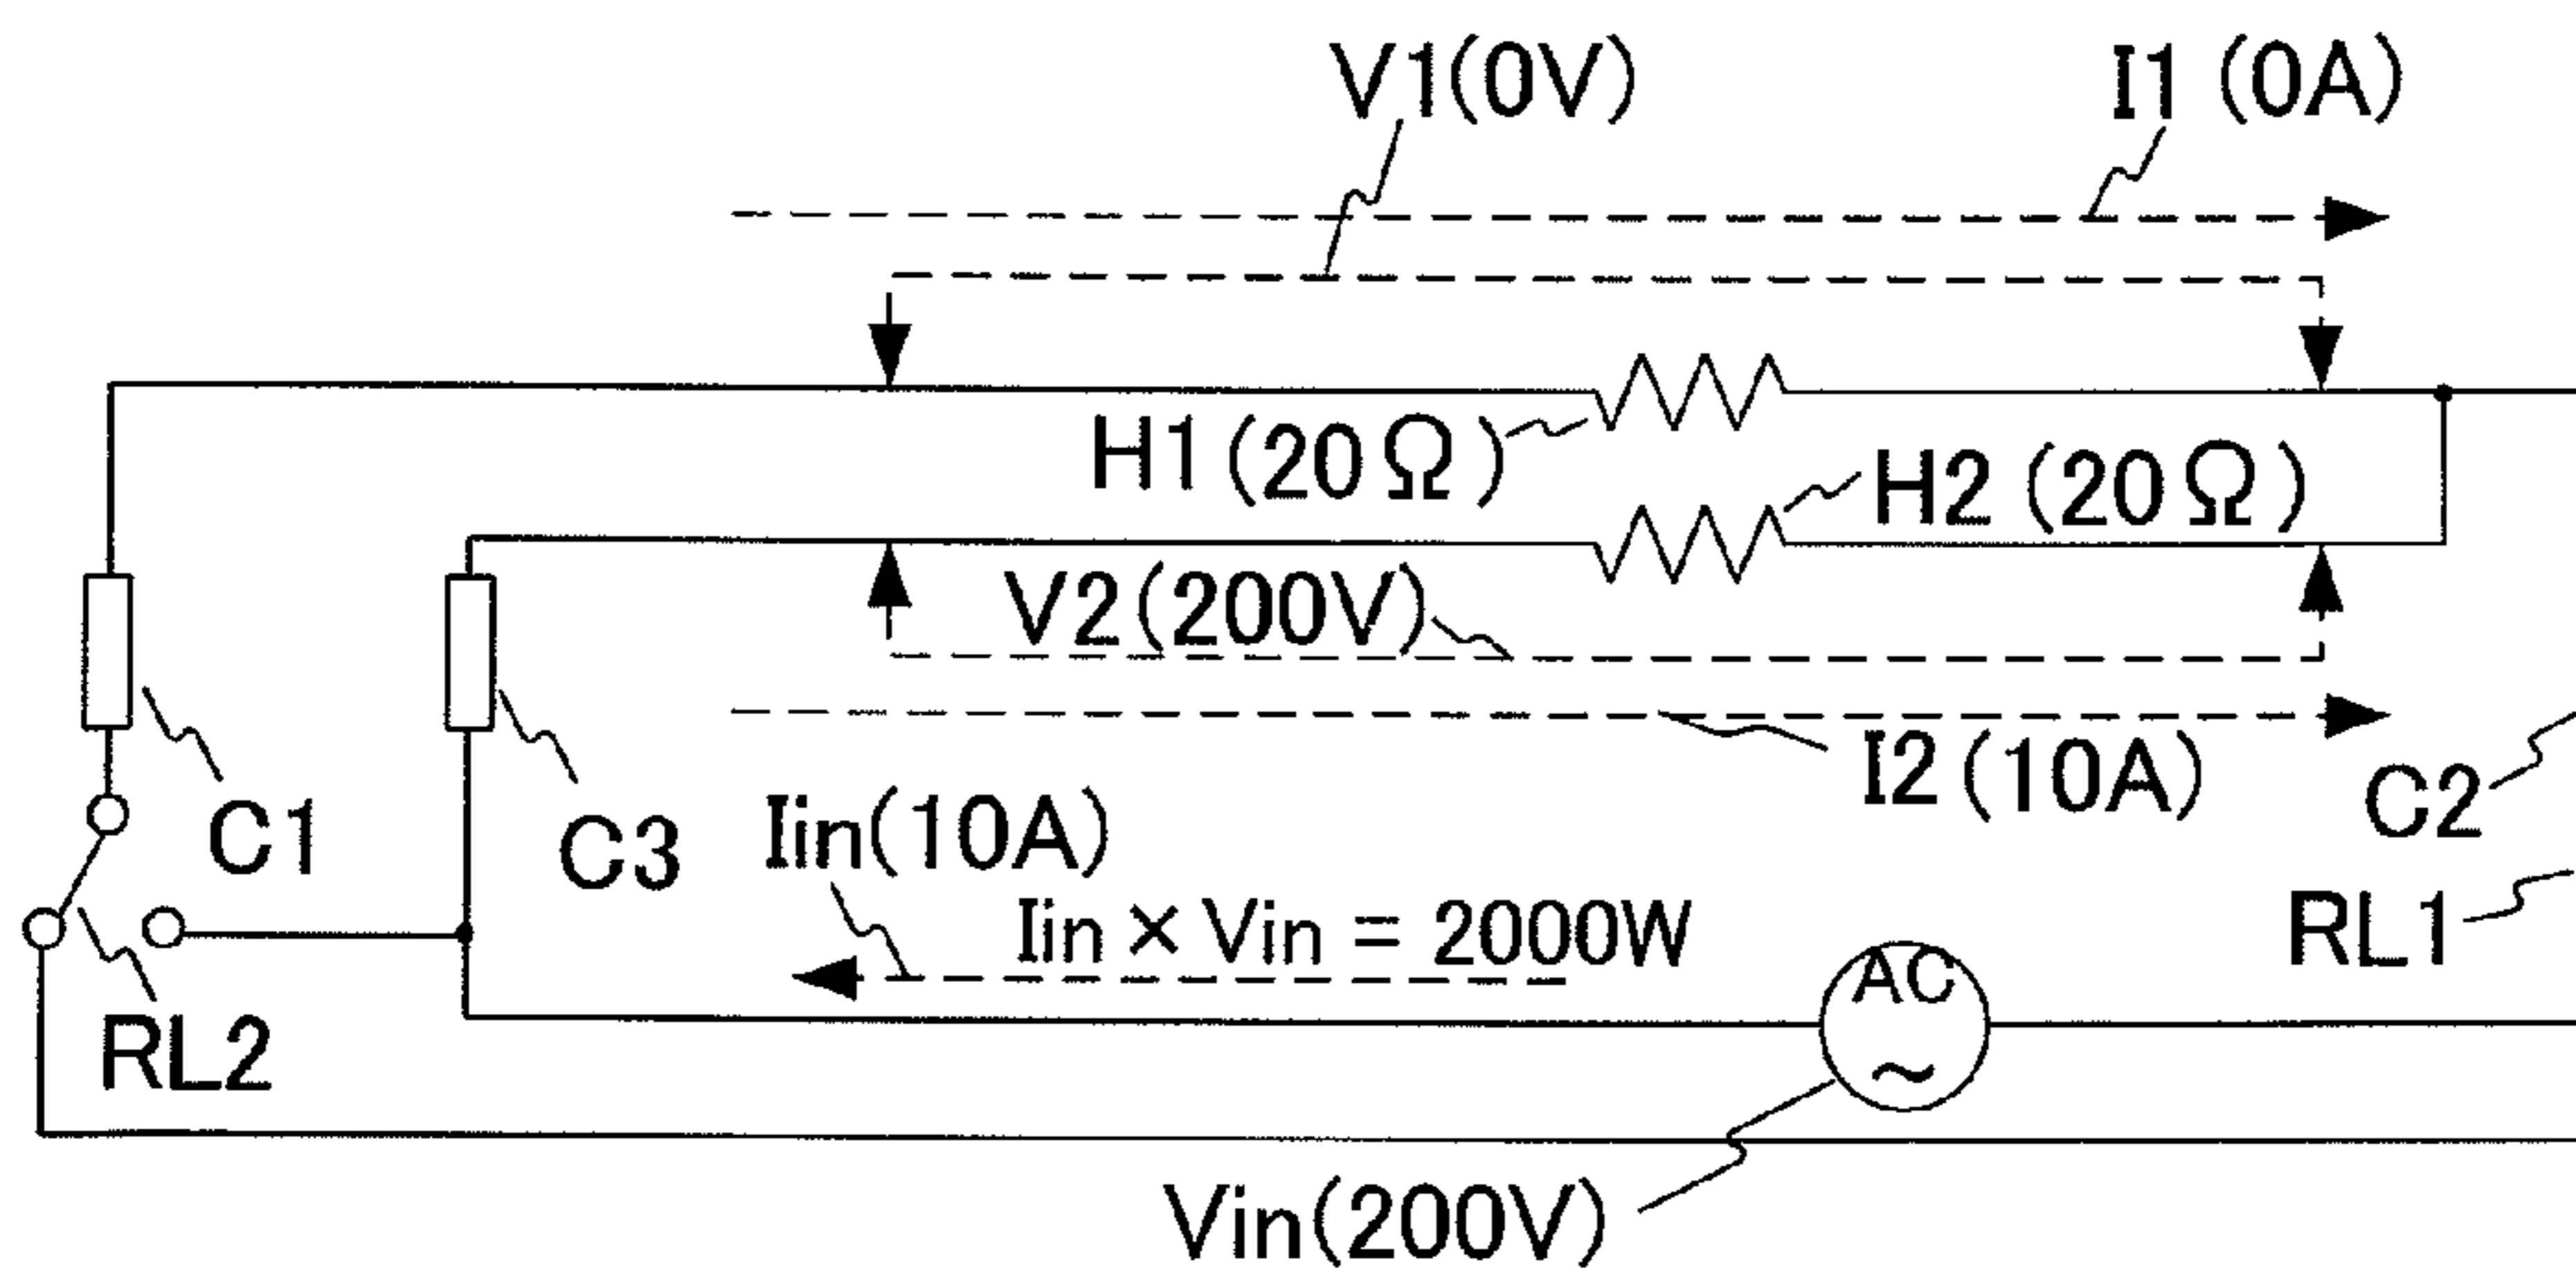 V1(0V)
I1 (0A)
H1 (20Ω)
H2 (20Ω)
V2 (200V)
I2 (10A)
C1
C3
Iin(10A)
C2
Iin × Vin = 2000W
RL1
AC
~
RL2
Vin(200V)